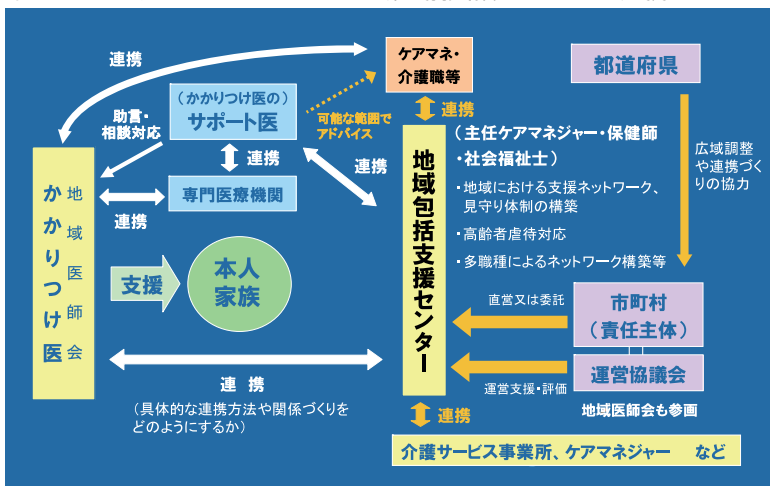 連携
ケアマネ・
介護職等
都道府県
助言・
相談対応
(かかりつけ医の)
サポート医
可能な範囲で
アドバイス
連携
(主任ケアマネジャー・保健師
・社会福祉士)
広域調整
や連携づく
りの協力
連携
専門医療機関
連携
連携
・地域における支援ネットワーク、
見守り体制の構築
・高齢者虐待対応
・多職種によるネットワーク構築等
かかりつけ医
地域医師会
支援
本人
家族
地域包括支援センター
直営又は委託
市町村
(責任主体)
運営支援・評価
運営協議会
地域医師会も参画
連 携
(具体的な連携方法や関係づくりを
どのようにするか)
連携
介護サービス事業所、ケアマネジャー など